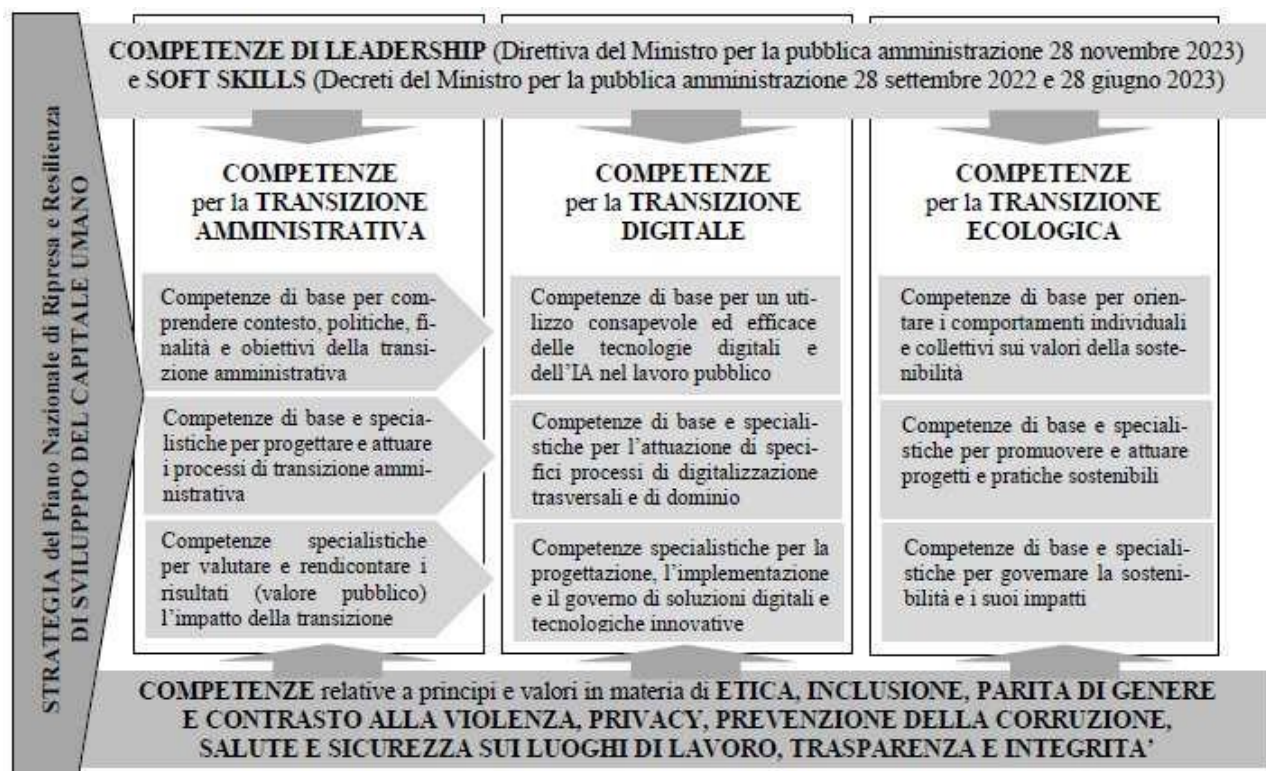 STRATEGIA del Piano Nazionale di Ripresa e Resilienza
DI SVILUPPPO DEL CAPITALE UMANO
COMPETENZE DI LEADERSHIP (Direttiva del Ministro per la pubblica amministrazione 28 novembre 2023)
e SOFT SKILLS (Decreti del Ministro per la pubblica amministrazione 28 settembre 2022 e 28 giugno 2023)
COMPETENZE
per la TRANSIZIONE
AMMINISTRATIVA
Competenze di base per com-
prendere contesto, politiche, fi-
nalità e obiettivi della transi-
zione amministrativa
Competenze di base e specia-
listiche per progettare e attuare
i processi di transizione ammi-
nistrativa
Competenze specialistiche
per valutare e rendicontare i
risultati (valore pubblico)
l'impatto della transizione
COMPETENZE
per la TRANSIZIONE
DIGITALE
Competenze di base per un uti-
lizzo consapevole ed efficace
delle tecnologie digitali e
dell'IA nel lavoro pubblico
Competenze di base e speciali-
stiche per l'attuazione di speci-
fici processi di digitalizzazione
trasversali e di dominio
Competenze specialistiche per la
progettazione, l'implementazione
e il governo di soluzioni digitali e
tecnologiche innovative
COMPETENZE
per la TRANSIZIONE
ECOLOGICA
Competenze di base per orien-
tare i comportamenti individuali
e collettivi sui valori della soste-
nibilità
Competenze di base e speciali-
stiche per promuovere e attuare
progetti e pratiche sostenibili
Competenze di base e speciali-
stiche per governare la sosteni-
bilità e i suoi impatti
COMPETENZE relative a principi e valori in materia di ETICA, INCLUSIONE, PARITA DI GENERE
E CONTRASTO ALLA VIOLENZA, PRIVACY, PREVENZIONE DELLA CORRUZIONE,
SALUTE E SICUREZZA SUI LUOGHI DI LAVORO, TRASPARENZA E INTEGRITA'